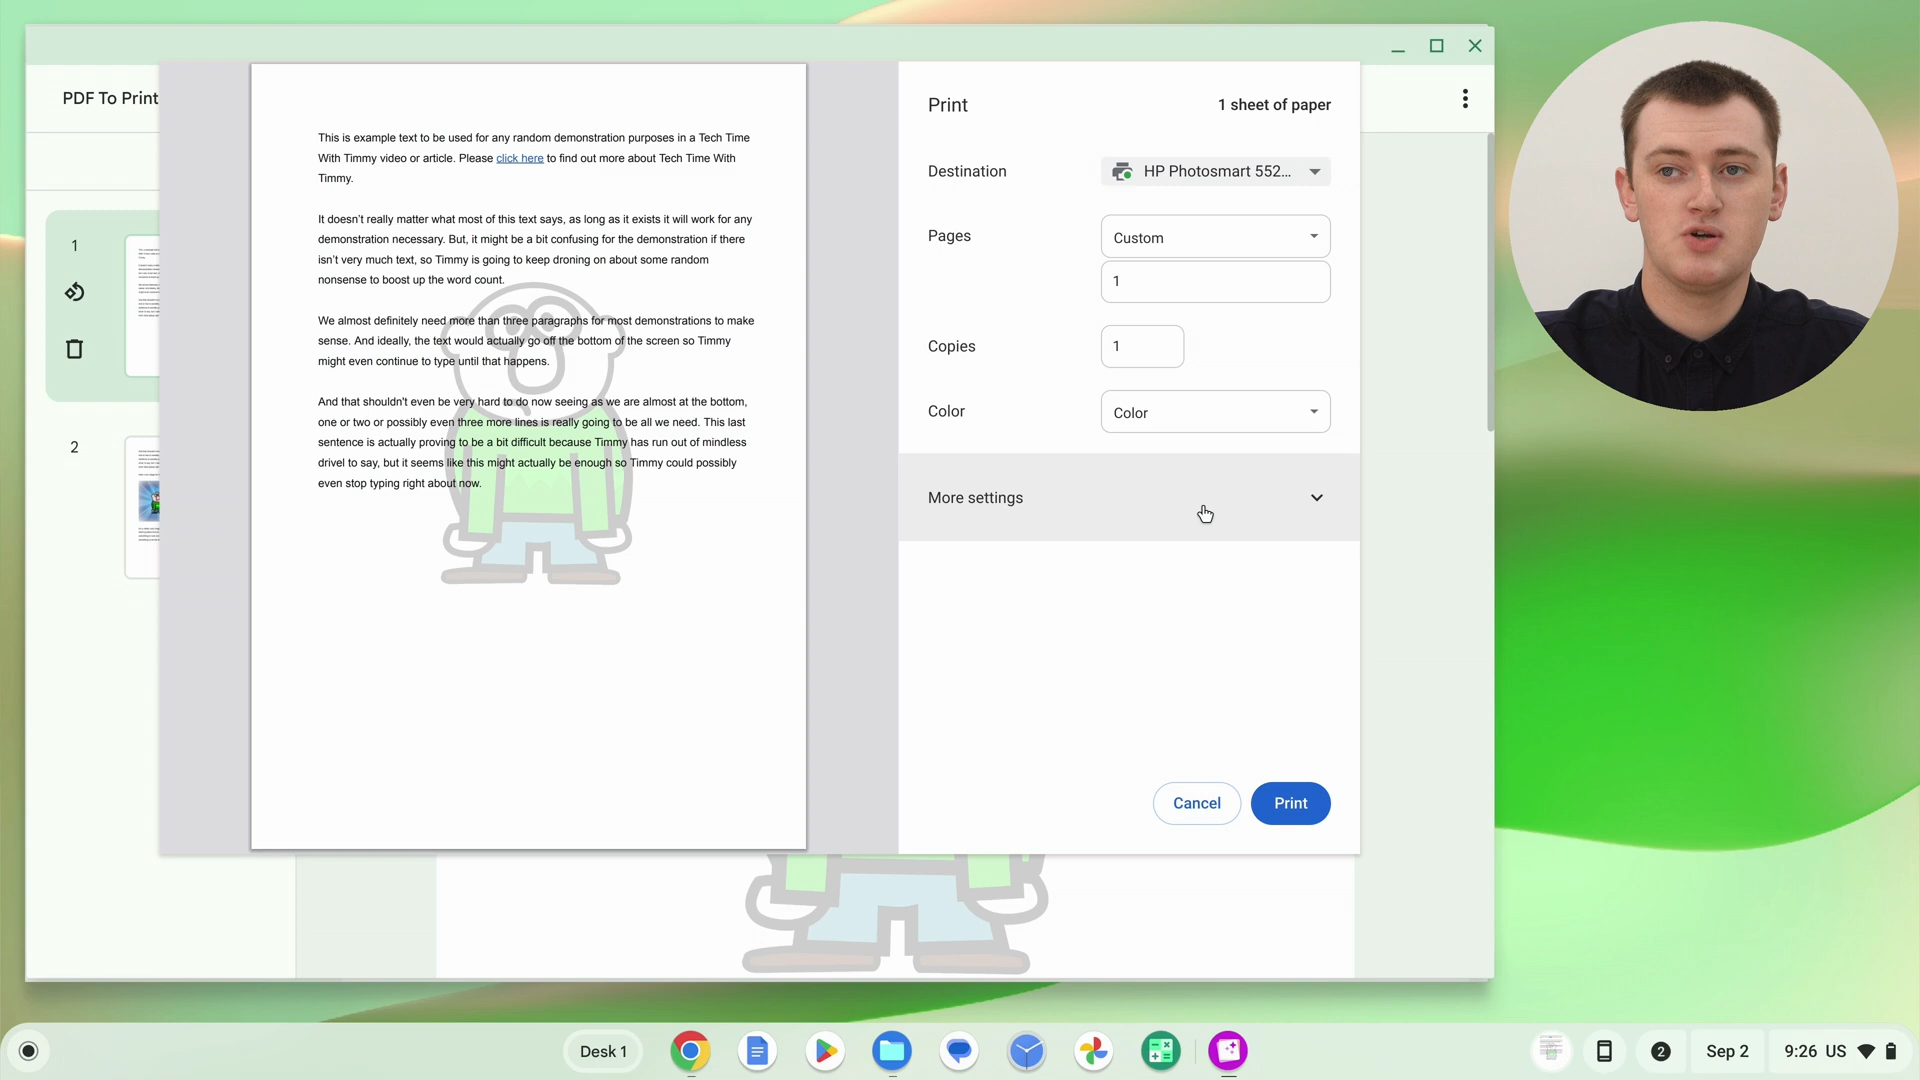 PDF To Print
1
2
This is example text to be used for any random demonstration purposes in a Tech Time
With Timmy video or article. Please click here to find out more about Tech Time With
Timmy.
It doesn't really matter what most of this text says, as long as it exists it will work for any
demonstration necessary. But, it might be a bit confusing for the demonstration if there
isn't very much text, so Timmy is going to keep droning on about some random
nonsense to boost up the word count.
We almost definitely need more than three paragraphs for most demonstrations to make
sense. And ideally, the text would actually go off the bottom of the screen so Timmy
might even continue to type until that happens.
And that shouldn't even be very hard to do now seeing as we are almost at the bottom,
one or two or possibly even three more lines is really going to be all we need. This last
sentence is actually proving to be a bit difficult because Timmy has run out of mindless
drivel to say, but it seems like this might actually be enough so Timmy could possibly
even stop typing right about now.
Print 1 sheet of paper
Destination HP Photosmart 552...
Pages Custom
1
Copies 1
Color Color
More settings
Cancel Print
Desk 1 2 Sep 2 9:26 US